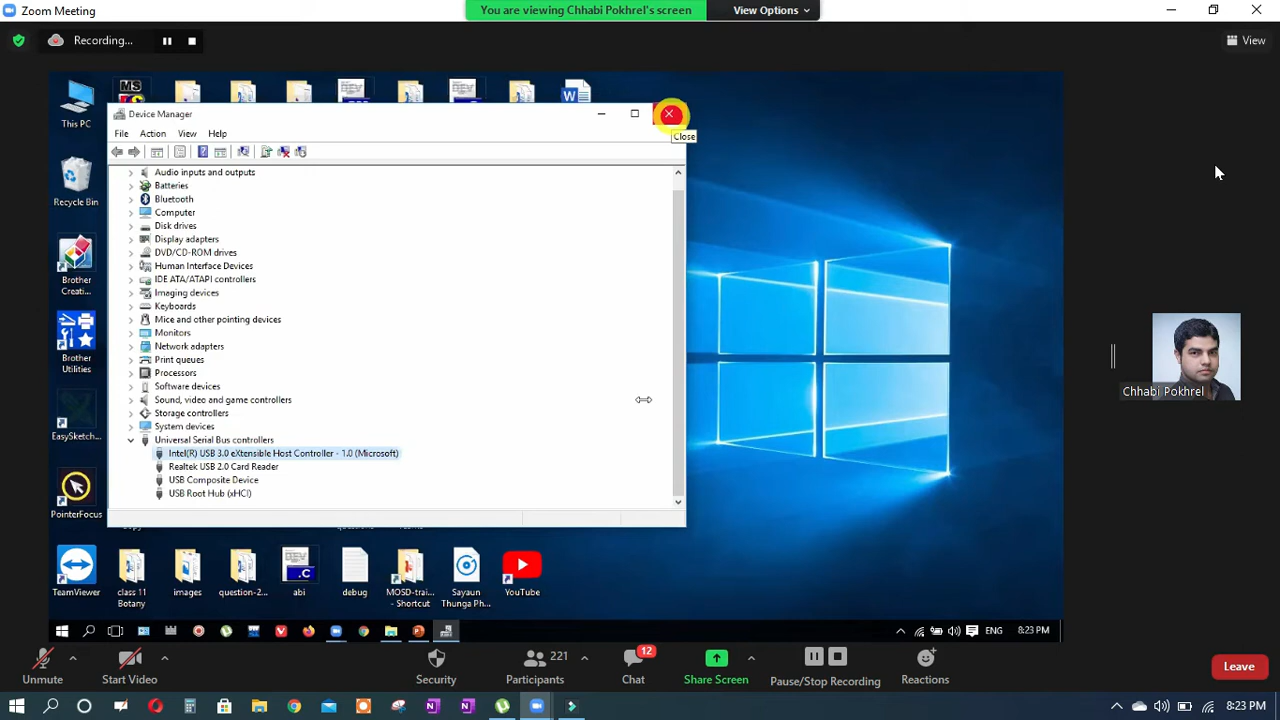 Zoom Meeting
You are viewing Chhabi Pokhrel's screen
View Options
Recording...
View
This PC
Device Manager
Close
File Action View Help
Recycle Bin
Audio inputs and outputs
Batteries
Bluetooth
Computer
Disk drives
Display adapters
DVD/CD-ROM drives
Human Interface Devices
IDE ATA/ATAPI controllers
Imaging devices
Keyboards
Mice and other pointing devices
Monitors
Network adapters
Print queues
Processors
Software devices
Sound, video and game controllers
Storage controllers
System devices
Universal Serial Bus controllers
Intel(R) USB 3.0 eXtensible Host Controller - 1.0 (Microsoft)
Realtek USB 2.0 Card Reader
USB Composite Device
USB Root Hub (xHCI)
Brother
Creati...
Brother
Utilities
EasySketch...
PointerFocus
Chhabi Pokhrel
TeamViewer
class 11
Botany
images
question-2...
.C
abi
debug
MOSD-trai...
- Shortcut
Sayaun
Thunga Ph...
YouTube
ENG
8:23 PM
Unmute
Start Video
Security
Participants
221
Chat
12
Share Screen
Pause/Stop Recording
Reactions
Leave
8:23 PM